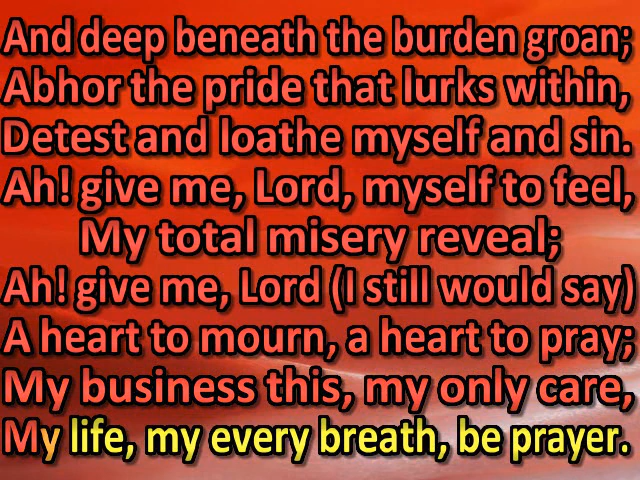 And deep beneath the burden groan;
Abhor the pride that lurks within,
Detest and loathe myself and sin.
Ah! give me, Lord, myself to feel,
My total misery reveal;
Ah! give me, Lord (I still would say)
A heart to mourn, a heart to pray;
My business this, my only care,
My life, my every breath, be prayer.